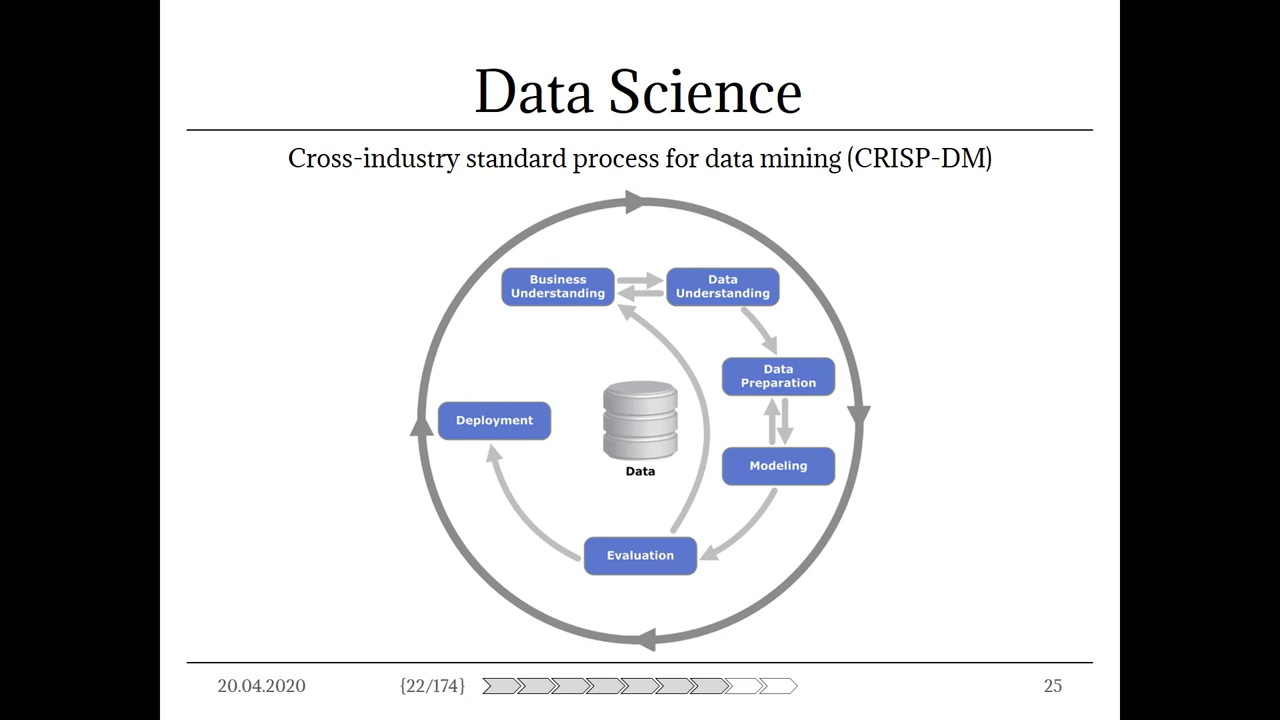 Data Science
Cross-industry standard process for data mining (CRISP-DM)
Business
Understanding
Data
Understanding
Data
Preparation
Modeling
Deployment
Data
Evaluation
20.04.2020
{22/174}
25